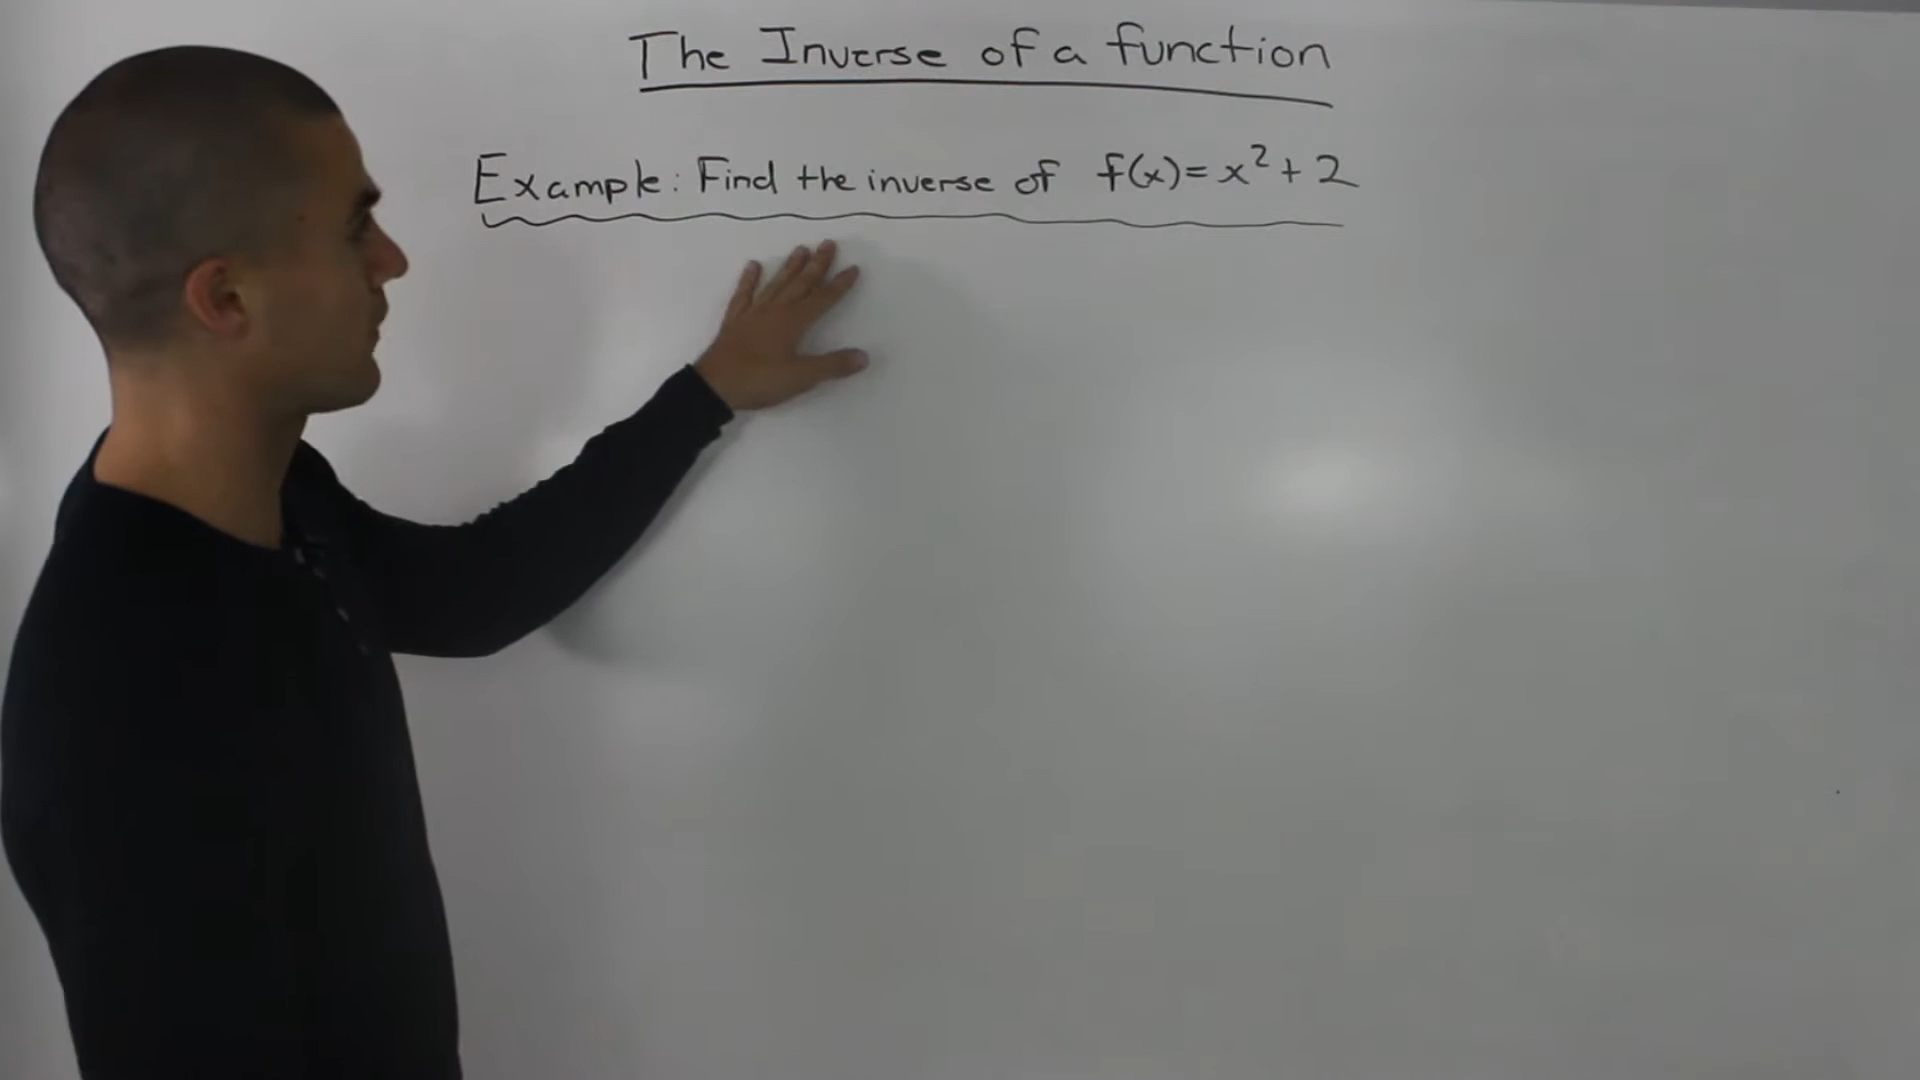 The Inverse of a function
Example: Find the inverse of f(x) = x² + 2